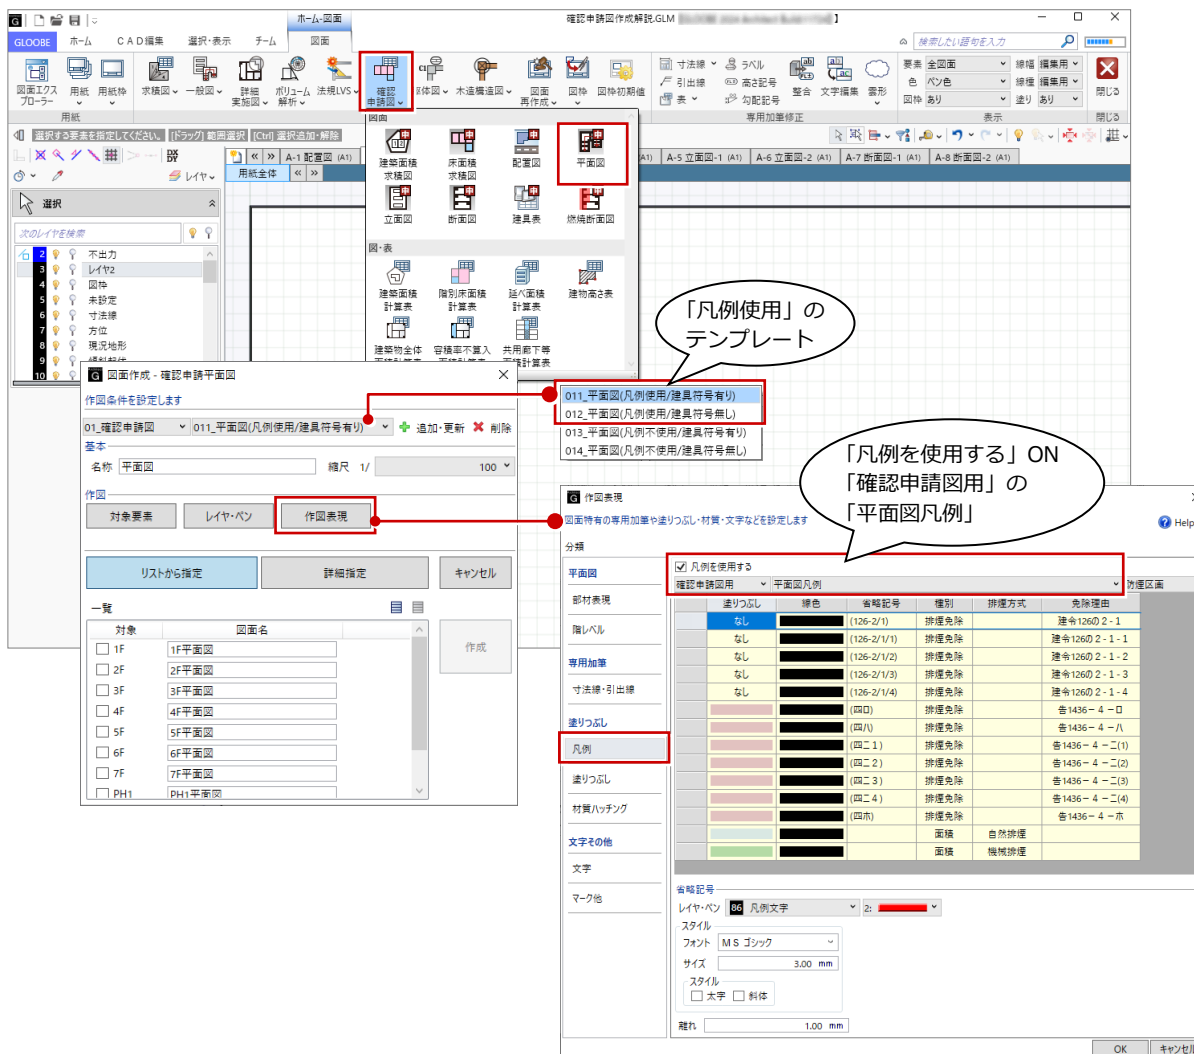 ホーム-図面
確認申請図作成解説.GLM
GLOOBE ホーム CAD編集 選択・表示 チーム 図面
検索したい語句を入力
図面エクスプローラー 用紙 用紙枠 求積図 一般図 詳細実施図 ボリューム解析 法規LVS 確認申請図 木造構造図 図面再作成 図枠 図枠初期値
寸法線 ラベル
引出線 高さ記号
表 勾配記号
整合 文字編集 雲形
要素 全図面 線幅 編集用
色 ペン色 線種 編集用
図枠 あり 塗り あり
閉じる
用紙 専用加筆修正 表示 閉じる
選択する要素を指定してください。 [ドラッグ] 範囲選択 [Ctrl] 選択追加・解除
A-1 配置図 (A1) A-5 立面図-1 (A1) A-6 立面図-2 (A1) A-7 断面図-1 (A1) A-8 断面図-2 (A1)
レイヤ
用紙全体
選択
次のレイヤを検索
2 不出力
3 レイヤ2
4 図枠
5 未設定
6 寸法線
7 方位
8 現況地形
9
10
図面
建築面積求積図 床面積求積図 配置図 平面図
立面図 断面図 建具表 燃焼断面図
図・表
建築面積計算表 階別床面積計算表 延べ面積計算表 建物高さ表
建築物全体 容積率不算入 共用廊下等
「凡例使用」の
テンプレート
図面作成 - 確認申請平面図
作図条件を設定します
01_確認申請図 011_平面図(凡例使用/建具符号有り) 追加・更新 削除
基本
名称 平面図 縮尺 1/ 100
作図
対象要素 レイヤ・ペン 作図表現
リストから指定 詳細指定 キャンセル
一覧
対象 図面名
1F 1F平面図
2F 2F平面図
3F 3F平面図
4F 4F平面図
5F 5F平面図
6F 6F平面図
7F 7F平面図
PH1 PH1平面図
作成
011_平面図(凡例使用/建具符号有り)
012_平面図(凡例使用/建具符号無し)
013_平面図(凡例不使用/建具符号有り)
014_平面図(凡例不使用/建具符号無し)
「凡例を使用する」ON
「確認申請図用」の
「平面図凡例」
作図表現
図面特有の専用加筆や塗りつぶし・材質・文字などを設定します
Help
分類
平面図
部材表現
階レベル
専用加筆
寸法線・引出線
塗りつぶし
凡例
塗りつぶし
材質ハッチング
文字その他
文字
マーク他
凡例を使用する
確認申請図用 平面図凡例 防煙区画
塗りつぶし 線色 省略記号 種別 排煙方式 免除理由
なし (126-2/1) 排煙免除 建令126の2-1
なし (126-2/1/1) 排煙免除 建令126の2-1-1
なし (126-2/1/2) 排煙免除 建令126の2-1-2
なし (126-2/1/3) 排煙免除 建令126の2-1-3
なし (126-2/1/4) 排煙免除 建令126の2-1-4
(四ロ) 排煙免除 告1436-4-ロ
(四ハ) 排煙免除 告1436-4-ハ
(四ニ1) 排煙免除 告1436-4-ニ(1)
(四ニ2) 排煙免除 告1436-4-ニ(2)
(四ニ3) 排煙免除 告1436-4-ニ(3)
(四ニ4) 排煙免除 告1436-4-ニ(4)
(四ホ) 排煙免除 告1436-4-ホ
面積 自然排煙
面積 機械排煙
省略記号
レイヤ・ペン 86 凡例文字 2:
スタイル
フォント MS ゴシック
サイズ 3.00 mm
スタイル
太字 斜体
離れ 1.00 mm
OK キャンセル